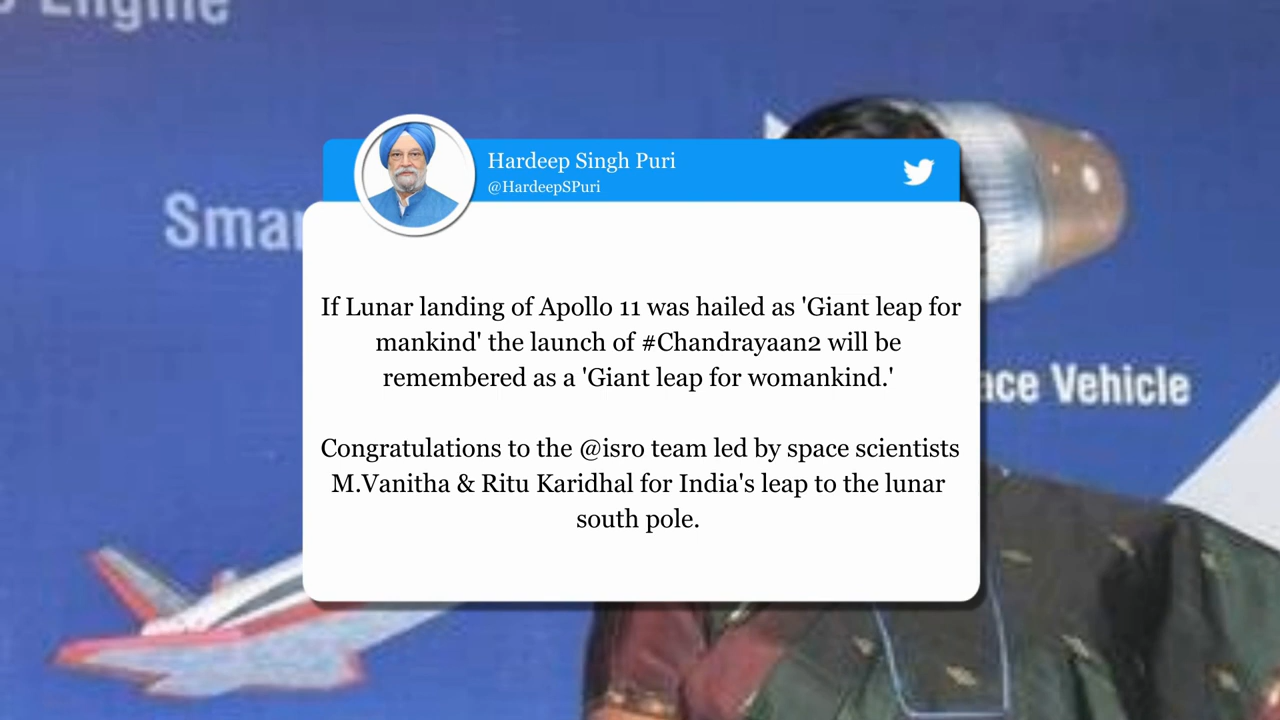 Engine
Hardeep Singh Puri
@HardeepSPuri
If Lunar landing of Apollo 11 was hailed as 'Giant leap for
mankind' the launch of #Chandrayaan2 will be
remembered as a 'Giant leap for womankind.'
Congratulations to the @isro team led by space scientists
M.Vanitha & Ritu Karidhal for India's leap to the lunar
south pole.
Vehicle